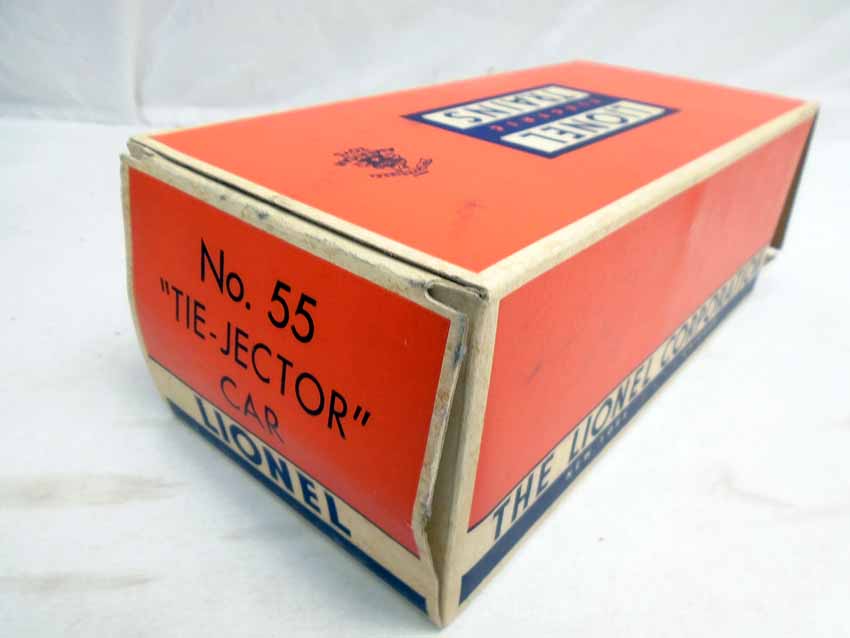 LIONEL
ELECTRIC
TRAINS
No. 55
"TIE-JECTOR"
CAR
LIONEL
THE LIONEL CORPORATION
NEW YORK